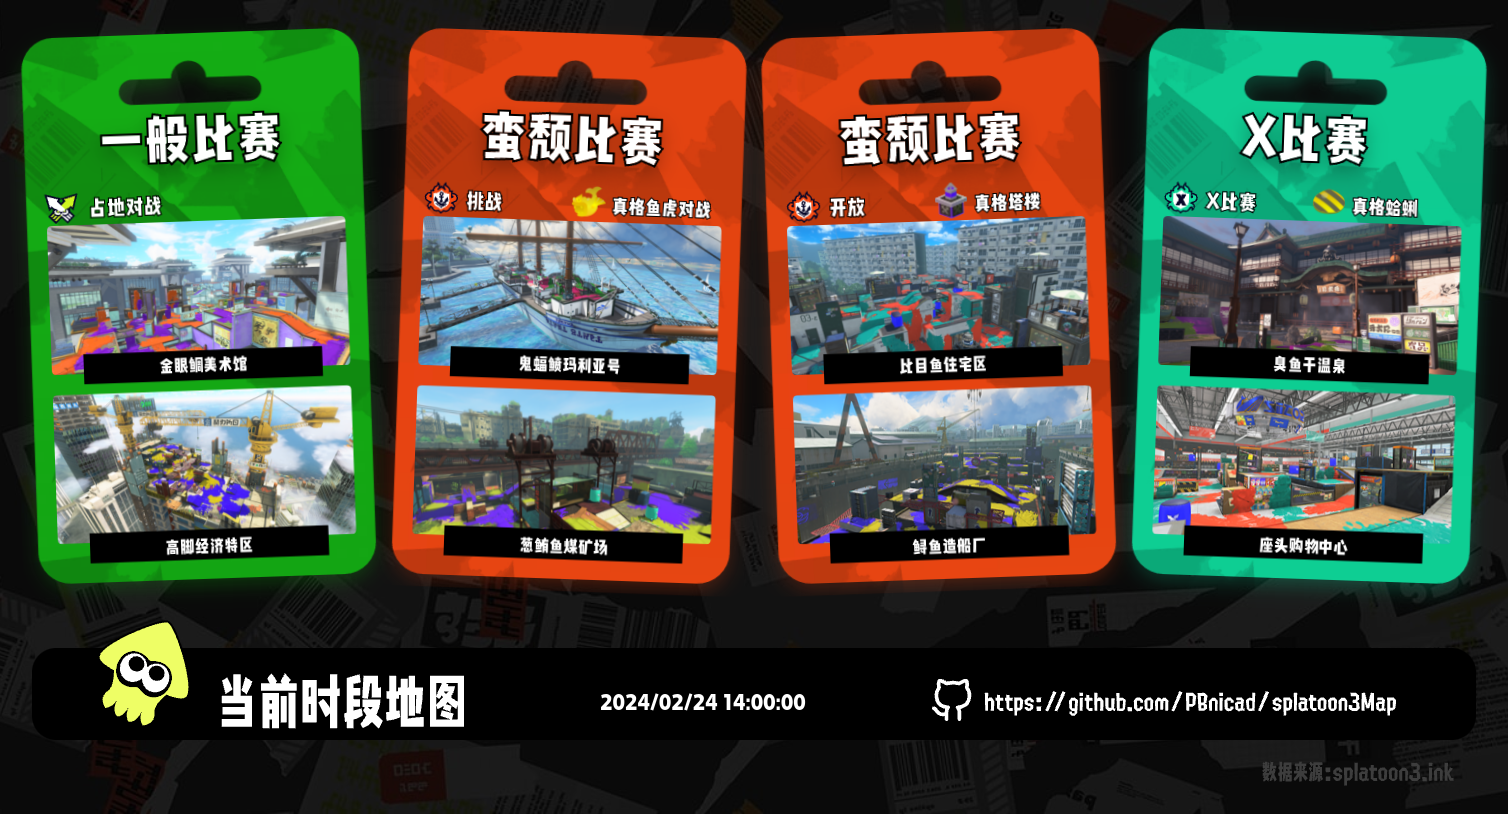 一般比赛
占地对战
金眼鲷美术馆
高脚经济特区
蛮颓比赛
挑战
真格鱼虎对战
鬼蝠鲼玛利亚号
葱鲔鱼煤矿场
蛮颓比赛
开放
真格塔楼
比目鱼住宅区
鲟鱼造船厂
X比赛
X比赛
真格蛤蜊
臭鱼干温泉
座头购物中心
当前时段地图
2024/02/24 14:00:00
https://github.com/PBnicad/splatoon3Map
数据来源:splatoon3.ink